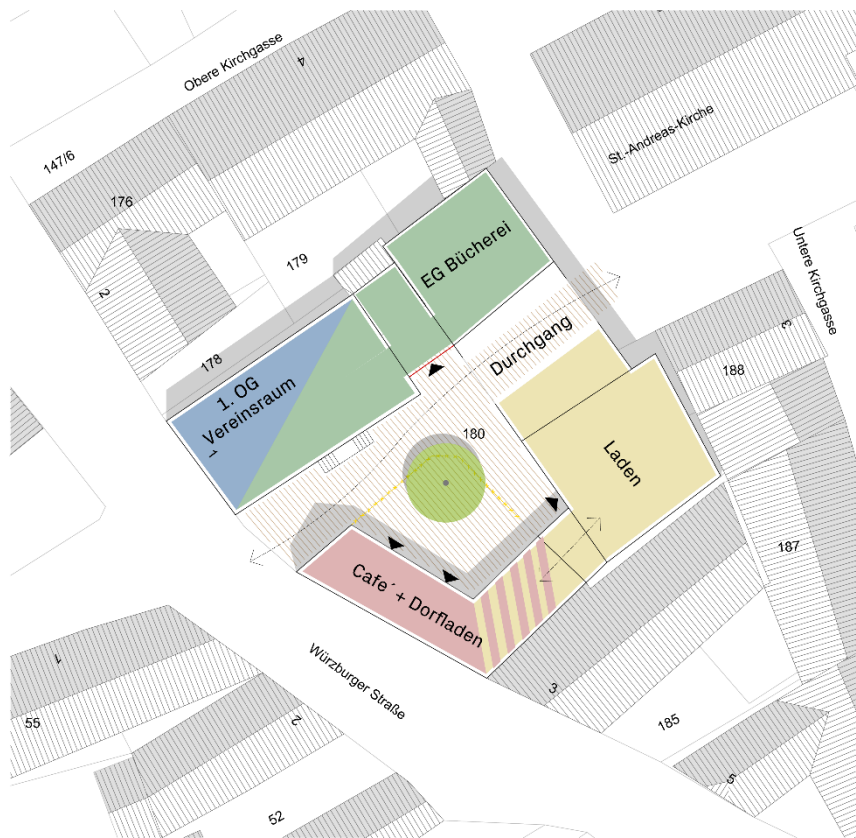 Obere Kirchgasse
4
147/6
176
St.-Andreas-Kirche
2
179
EG Bücherei
Untere Kirchgasse
3
178
1. OG
Vereinsraum
1
Durchgang
188
180
Laden
187
Cafe´ + Dorfladen
Würzburger Straße
3
1
55
2
185
5
52